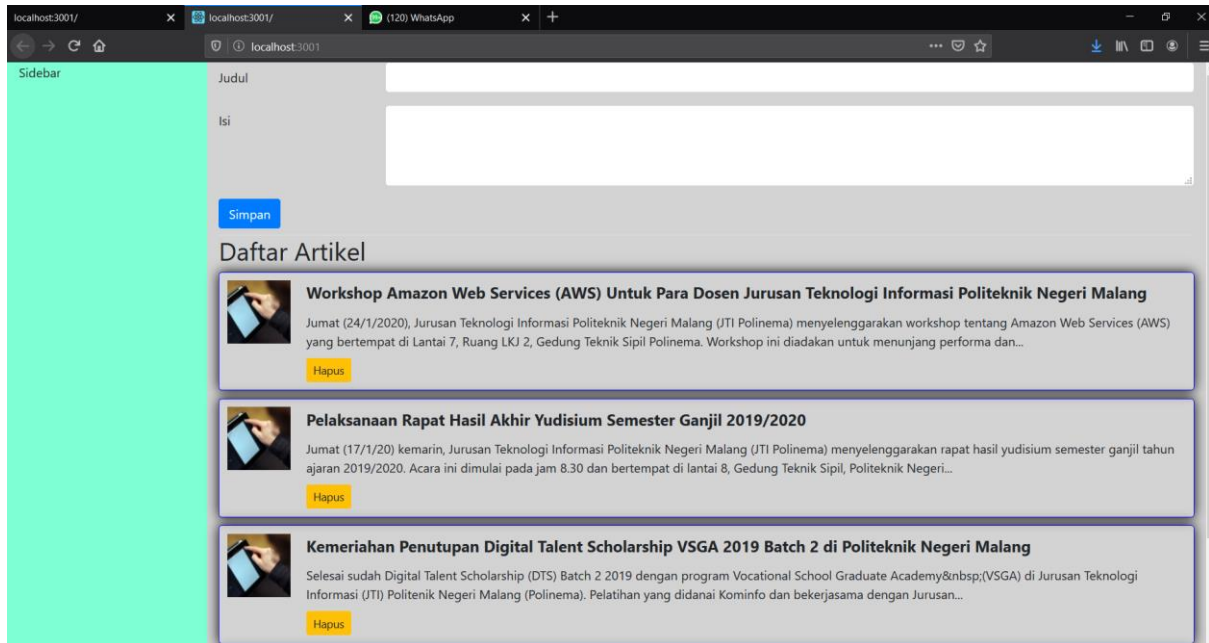 localhost:3001/
localhost:3001/
(120) WhatsApp
localhost:3001
Sidebar
Judul
Isi
Simpan
Daftar Artikel
Workshop Amazon Web Services (AWS) Untuk Para Dosen Jurusan Teknologi Informasi Politeknik Negeri Malang
Jumat (24/1/2020), Jurusan Teknologi Informasi Politeknik Negeri Malang (JTI Polinema) menyelenggarakan workshop tentang Amazon Web Services (AWS)
yang bertempat di Lantai 7, Ruang LKJ 2, Gedung Teknik Sipil Polinema. Workshop ini diadakan untuk menunjang performa dan...
Hapus
Pelaksanaan Rapat Hasil Akhir Yudisium Semester Ganjil 2019/2020
Jumat (17/1/20) kemarin, Jurusan Teknologi Informasi Politeknik Negeri Malang (JTI Polinema) menyelenggarakan rapat hasil yudisium semester ganjil tahun
ajaran 2019/2020. Acara ini dimulai pada jam 8.30 dan bertempat di lantai 8, Gedung Teknik Sipil, Politeknik Negeri...
Hapus
Kemeriahan Penutupan Digital Talent Scholarship VSGA 2019 Batch 2 di Politeknik Negeri Malang
Selesai sudah Digital Talent Scholarship (DTS) Batch 2 2019 dengan program Vocational School Graduate Academy&nbsp;(VSGA) di Jurusan Teknologi
Informasi (JTI) Politenik Negeri Malang (Polinema). Pelatihan yang didanai Kominfo dan bekerjasama dengan Jurusan...
Hapus